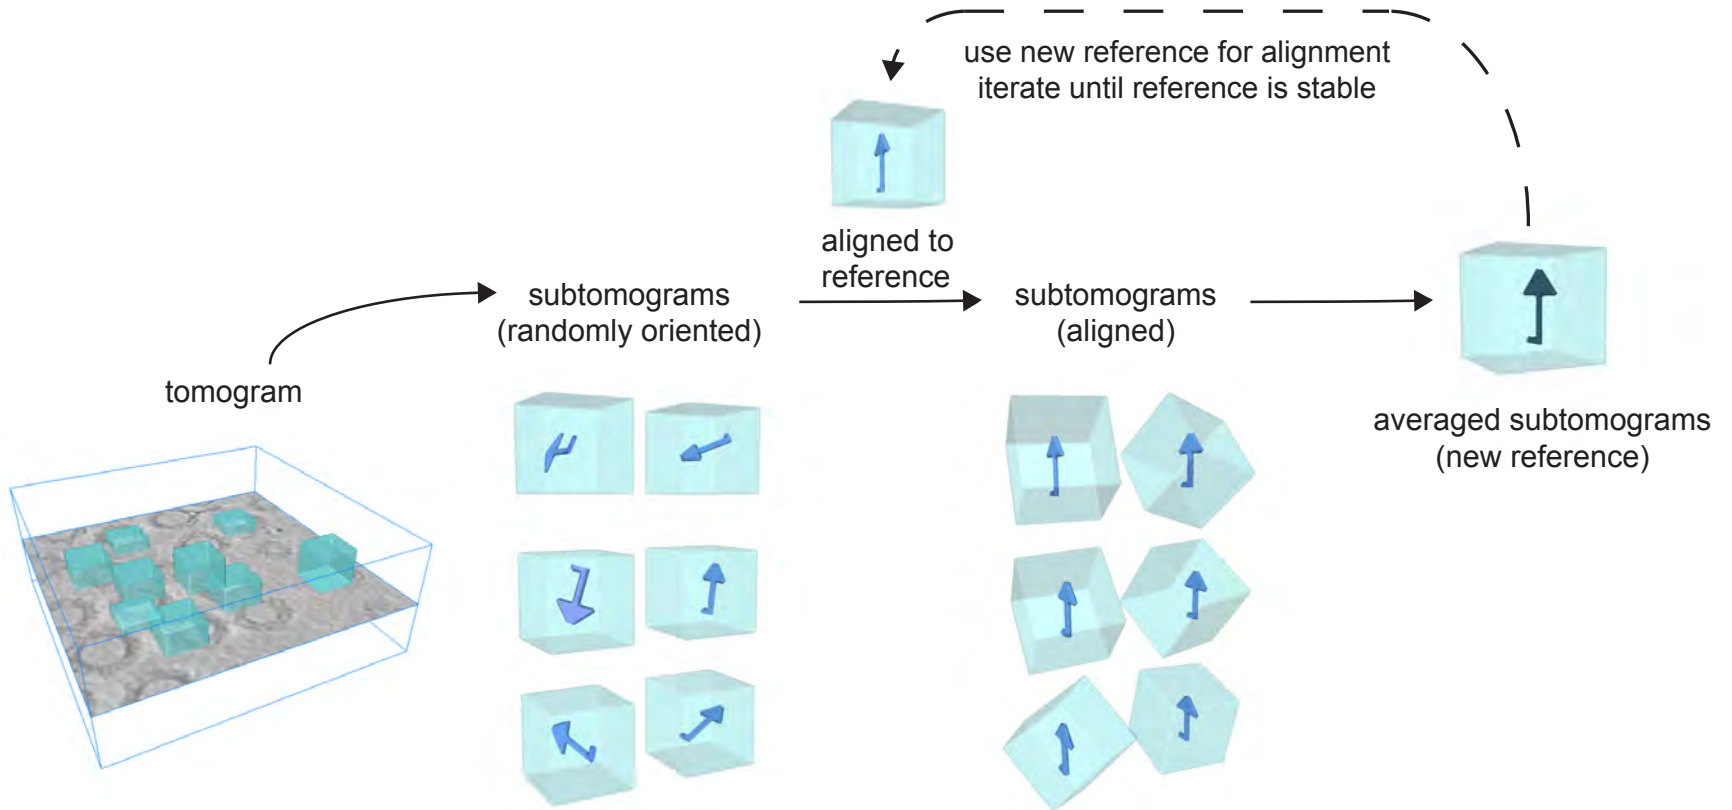 use new reference for alignment
iterate until reference is stable
aligned to
reference
subtomograms
(randomly oriented)
subtomograms
(aligned)
tomogram
averaged subtomograms
(new reference)